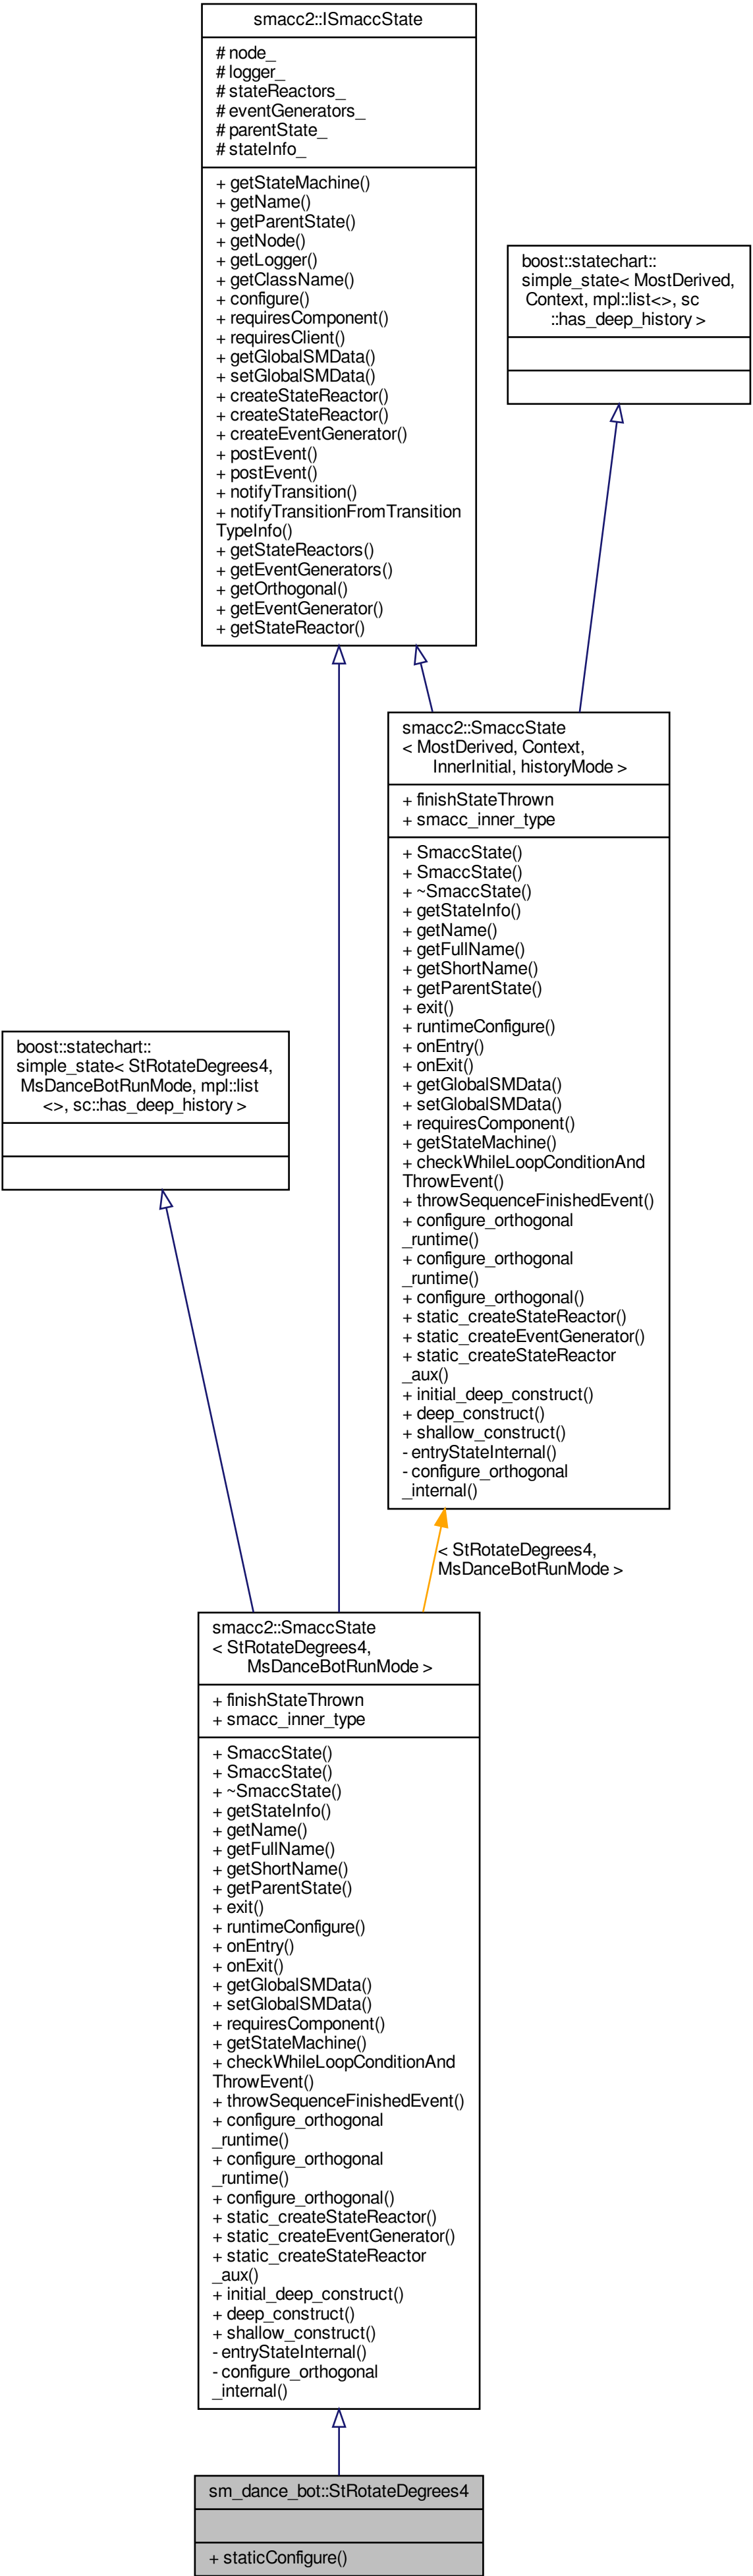 smacc2::ISmaccState
# node_
# logger_
# stateReactors_
# eventGenerators_
# parentState_
# stateInfo_
+ getStateMachine()
+ getName()
+ getParentState()
+ getNode()
+ getLogger()
+ getClassName()
+ configure()
+ requiresComponent()
+ requiresClient()
+ getGlobalSMData()
+ setGlobalSMData()
+ createStateReactor()
+ createStateReactor()
+ createEventGenerator()
+ postEvent()
+ postEvent()
+ notifyTransition()
+ notifyTransitionFromTransition
TypeInfo()
+ getStateReactors()
+ getEventGenerators()
+ getOrthogonal()
+ getEventGenerator()
+ getStateReactor()
boost::statechart::
simple_state< MostDerived,
Context, mpl::list<>, sc
::has_deep_history >
smacc2::SmaccState
< MostDerived, Context,
InnerInitial, historyMode >
+ finishStateThrown
+ smacc_inner_type
+ SmaccState()
+ SmaccState()
+ ~SmaccState()
+ getStateInfo()
+ getName()
+ getFullName()
+ getShortName()
+ getParentState()
+ exit()
+ runtimeConfigure()
+ onEntry()
+ onExit()
+ getGlobalSMData()
+ setGlobalSMData()
+ requiresComponent()
+ getStateMachine()
+ checkWhileLoopConditionAnd
ThrowEvent()
+ throwSequenceFinishedEvent()
+ configure_orthogonal
_runtime()
+ configure_orthogonal
_runtime()
+ configure_orthogonal()
+ static_createStateReactor()
+ static_createEventGenerator()
+ static_createStateReactor
_aux()
+ initial_deep_construct()
+ deep_construct()
+ shallow_construct()
- entryStateInternal()
- configure_orthogonal
_internal()
boost::statechart::
simple_state< StRotateDegrees4,
MsDanceBotRunMode, mpl::list
<>, sc::has_deep_history >
< StRotateDegrees4,
MsDanceBotRunMode >
smacc2::SmaccState
< StRotateDegrees4,
MsDanceBotRunMode >
+ finishStateThrown
+ smacc_inner_type
+ SmaccState()
+ SmaccState()
+ ~SmaccState()
+ getStateInfo()
+ getName()
+ getFullName()
+ getShortName()
+ getParentState()
+ exit()
+ runtimeConfigure()
+ onEntry()
+ onExit()
+ getGlobalSMData()
+ setGlobalSMData()
+ requiresComponent()
+ getStateMachine()
+ checkWhileLoopConditionAnd
ThrowEvent()
+ throwSequenceFinishedEvent()
+ configure_orthogonal
_runtime()
+ configure_orthogonal
_runtime()
+ configure_orthogonal()
+ static_createStateReactor()
+ static_createEventGenerator()
+ static_createStateReactor
_aux()
+ initial_deep_construct()
+ deep_construct()
+ shallow_construct()
- entryStateInternal()
- configure_orthogonal
_internal()
sm_dance_bot::StRotateDegrees4
+ staticConfigure()